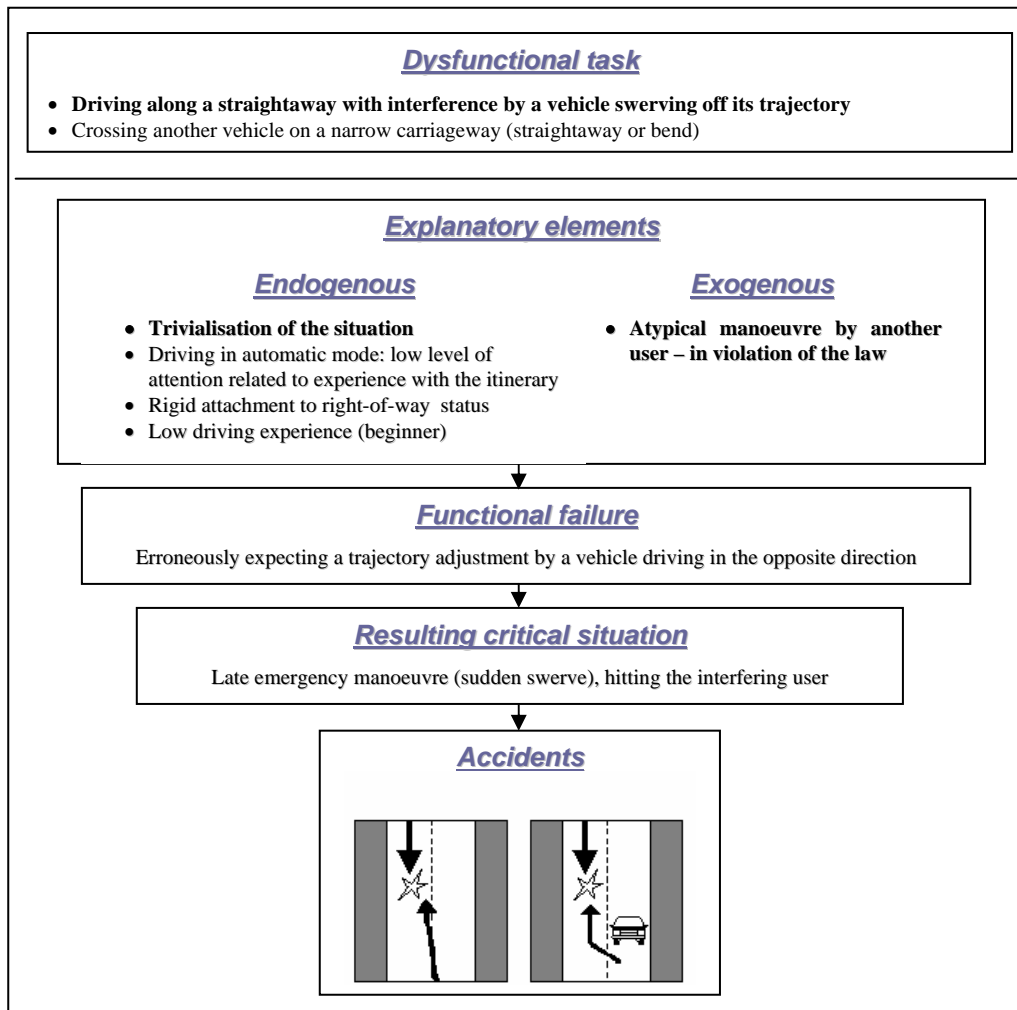 Dysfunctional task
• Driving along a straightaway with interference by a vehicle swerving off its trajectory
• Crossing another vehicle on a narrow carriageway (straightaway or bend)
Explanatory elements
Endogenous
• Trivialisation of the situation
• Driving in automatic mode: low level of
attention related to experience with the itinerary
• Rigid attachment to right-of-way status
• Low driving experience (beginner)
Exogenous
• Atypical manoeuvre by another
user – in violation of the law
Functional failure
Erroneously expecting a trajectory adjustment by a vehicle driving in the opposite direction
Resulting critical situation
Late emergency manoeuvre (sudden swerve), hitting the interfering user
Accidents